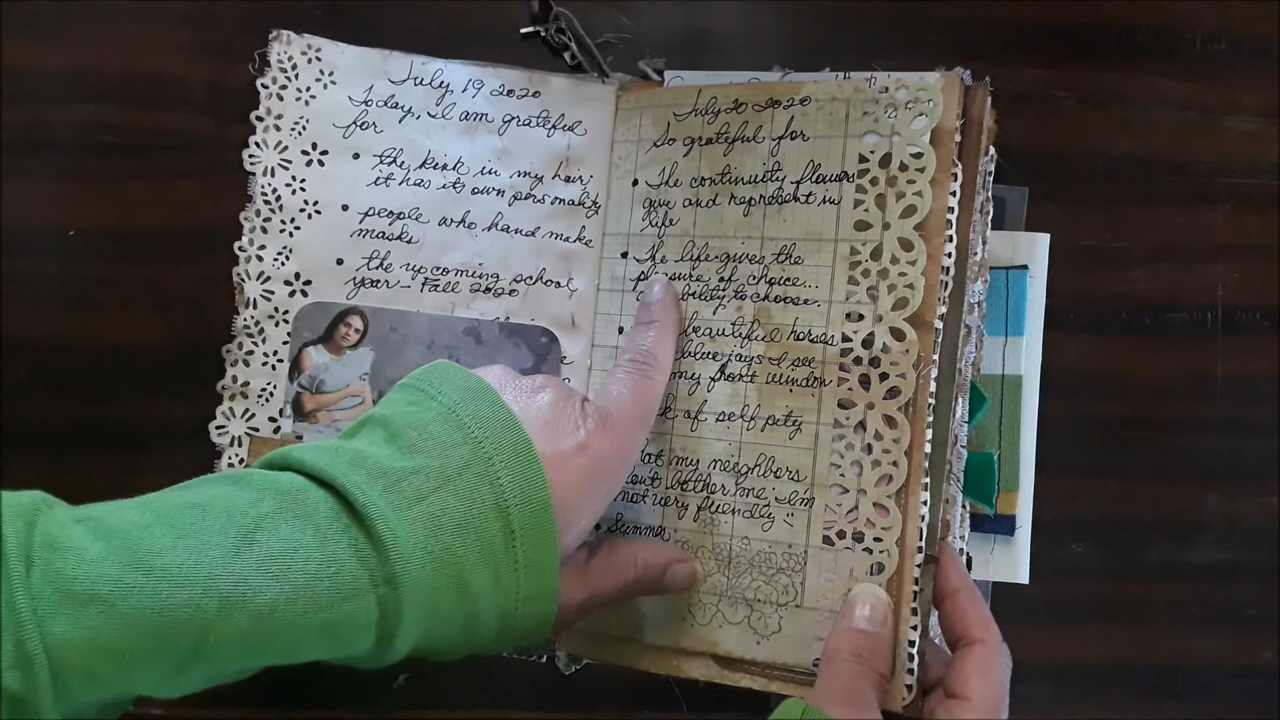 July 19 2020
Today, I am grateful
for
• the kink in my hair;
it has its own personality
• people who hand make
masks
• the upcoming school
year – Fall 2020
July 20 2020
So grateful for
• The continuity flowers
give and represent in
life
• The life gives the
pleasure of choice...
ability to choose.
beautiful horses
blue jays I see
my front window
of self pity
my neighbors
bother me, I'm
not very friendly :)
• Summer